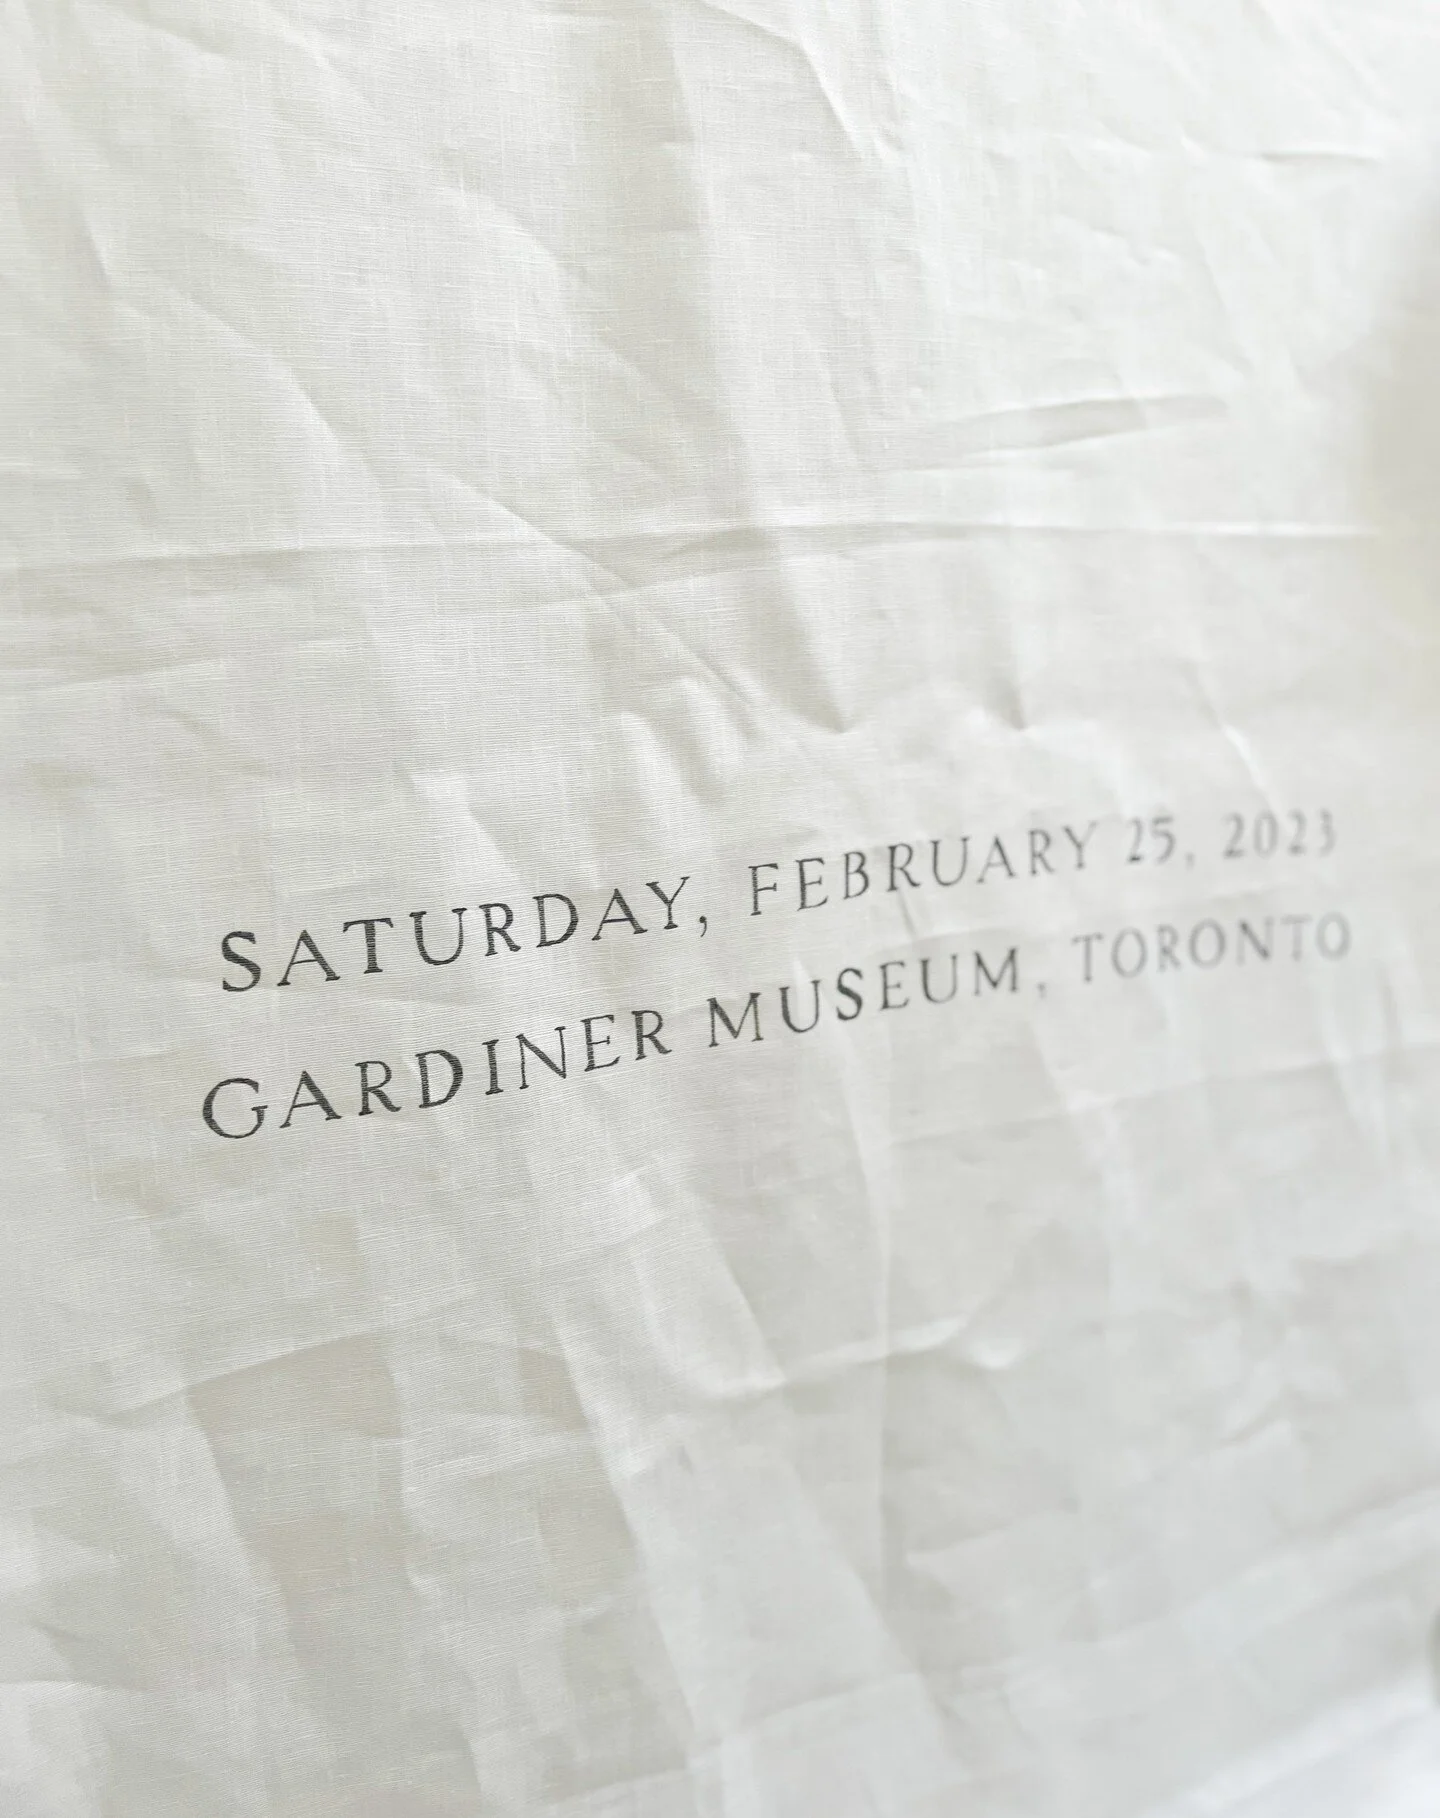 SATURDAY, FEBRUARY 25, 2023
GARDINER MUSEUM, TORONTO